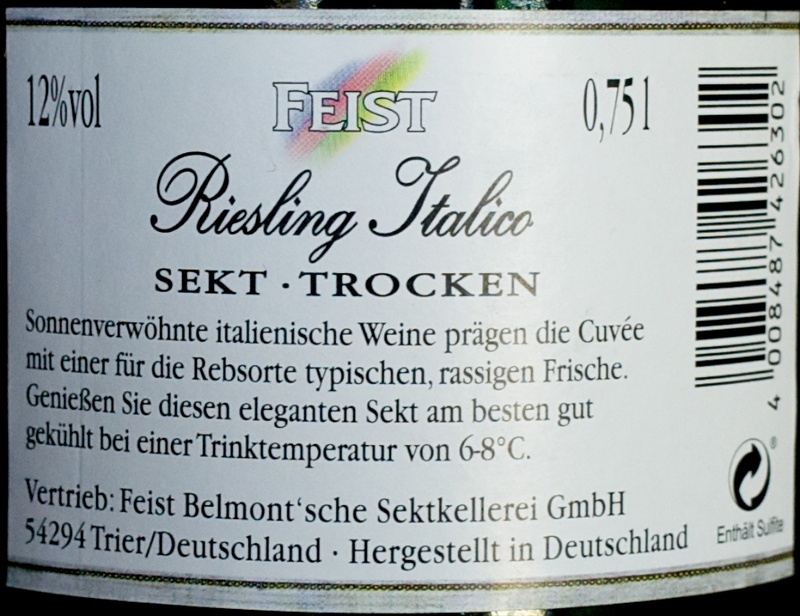 12%vol
FEIST
0,75 l
Riesling Italico
SEKT · TROCKEN
Sonnenverwöhnte italienische Weine prägen die Cuvée
mit einer für die Rebsorte typischen, rassigen Frische.
Genießen Sie diesen eleganten Sekt am besten gut
gekühlt bei einer Trinktemperatur von 6-8°C.
Vertrieb: Feist Belmont‘sche Sektkellerei GmbH
54294 Trier/Deutschland · Hergestellt in Deutschland
4 008487 426302
®
Enthält Sulfite